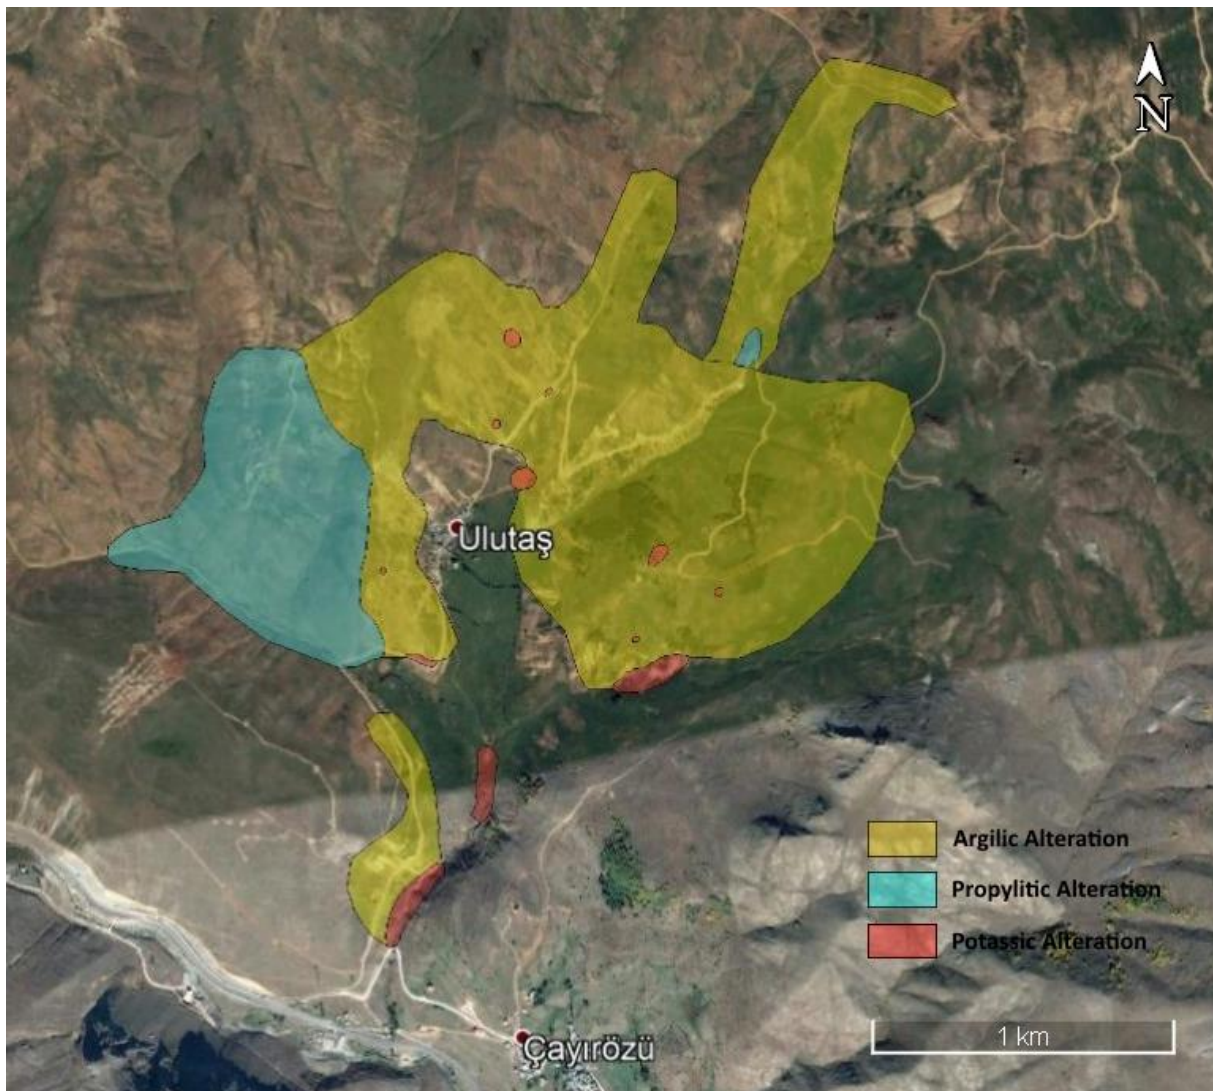 N
Ulutaş
Argilic Alteration
Propylitic Alteration
Potassic Alteration
1 km
Çayırözü